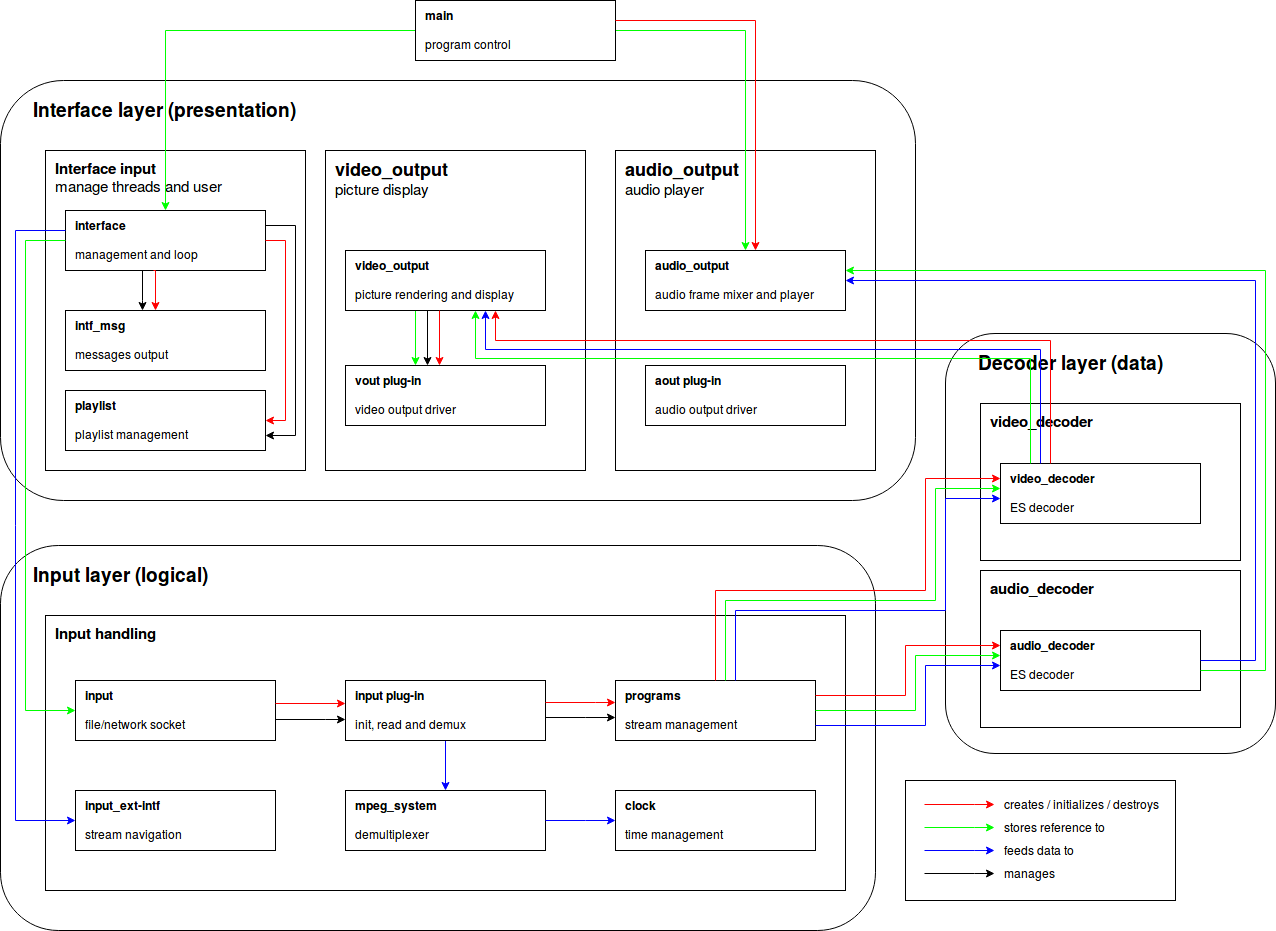 main
program control
Interface layer (presentation)
Interface input
manage threads and user
interface
management and loop
intf_msg
messages output
playlist
playlist management
video_output
picture display
video_output
picture rendering and display
vout plug-in
video output driver
audio_output
audio player
audio_output
audio frame mixer and player
aout plug-in
audio output driver
Decoder layer (data)
video_decoder
video_decoder
ES decoder
audio_decoder
audio_decoder
ES decoder
Input layer (logical)
Input handling
input
file/network socket
input plug-in
init, read and demux
programs
stream management
input_ext-intf
stream navigation
mpeg_system
demultiplexer
clock
time management
creates / initializes / destroys
stores reference to
feeds data to
manages